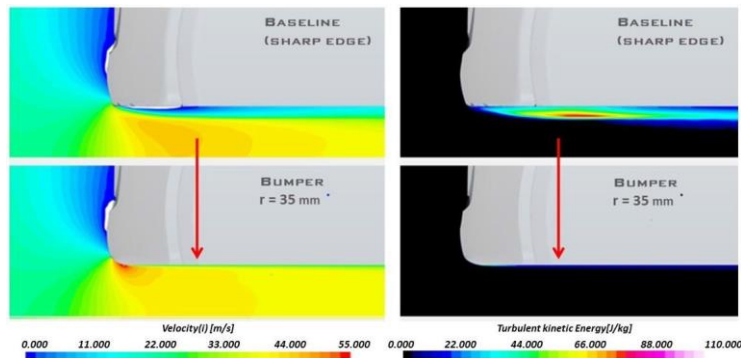 BASELINE
(SHARP EDGE)
BASELINE
(SHARP EDGE)
BUMPER
r = 35 mm
BUMPER
r = 35 mm
Velocity(i) [m/s]
0.000 11.000 22.000 33.000 44.000 55.000
Turbulent kinetic Energy[J/kg]
0.000 22.000 44.000 66.000 88.000 110.000